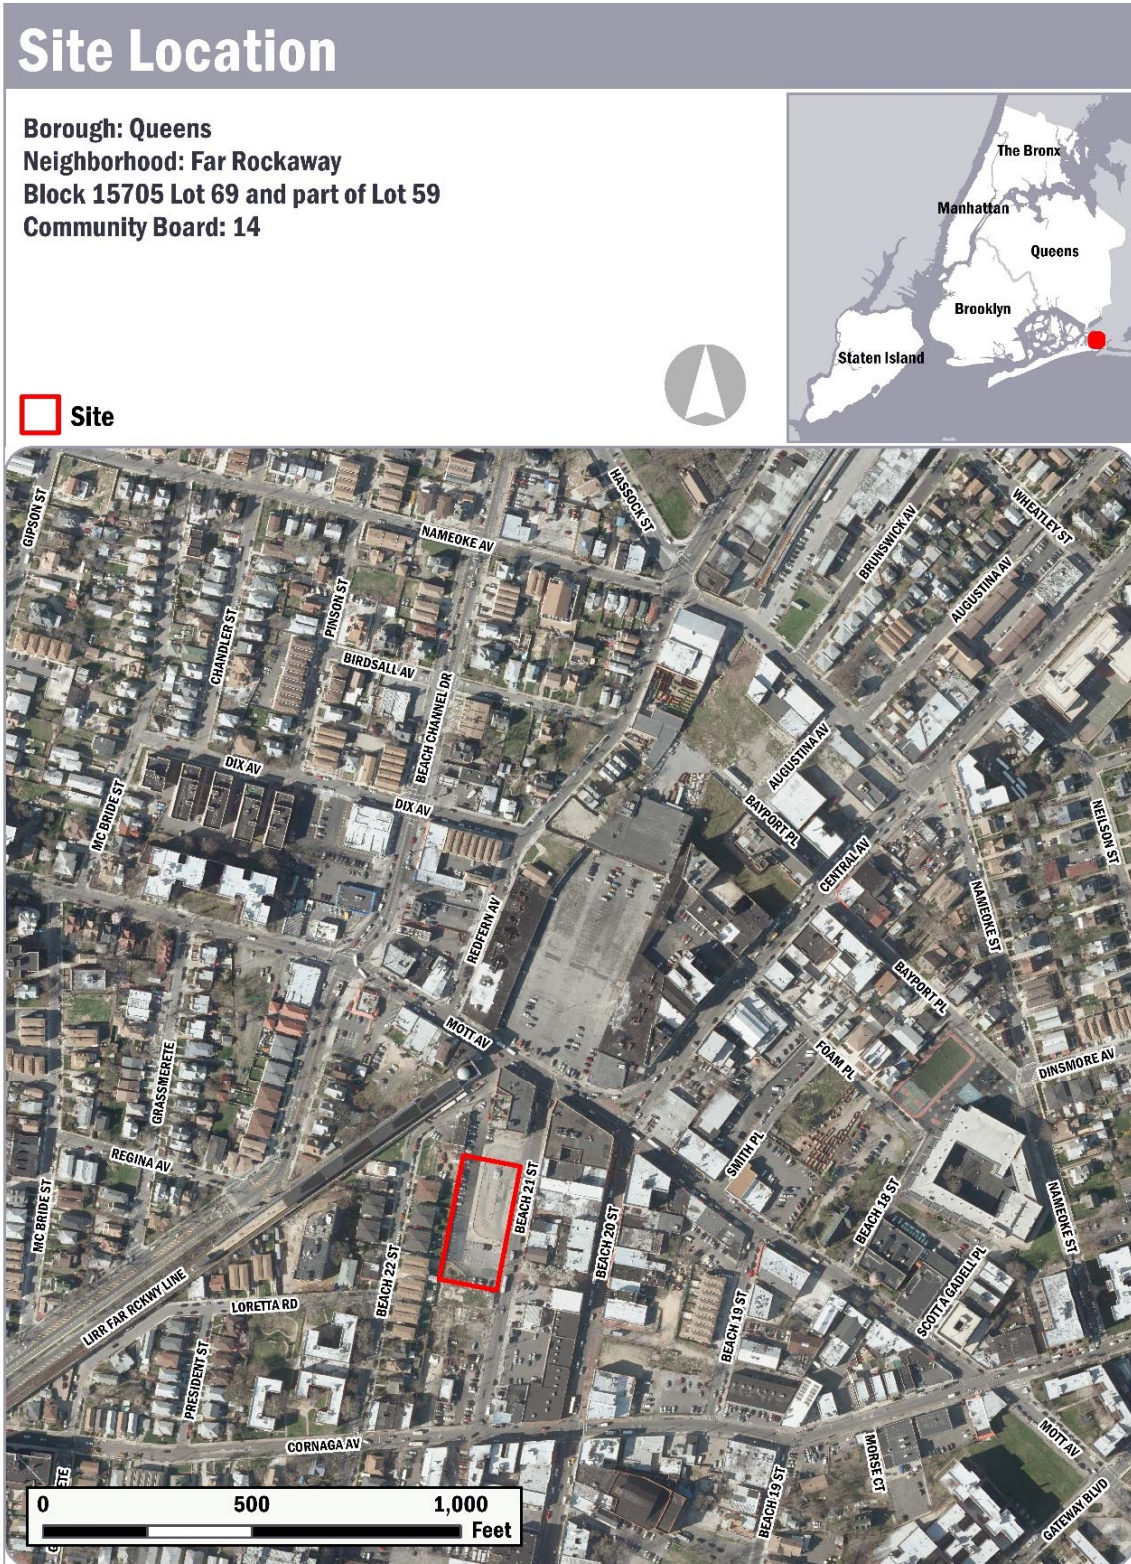 Site Location
Borough: Queens
Neighborhood: Far Rockaway
Block 15705 Lot 69 and part of Lot 59
Community Board: 14
The Bronx
Manhattan
Queens
Brooklyn
Staten Island
Site
GIPSON ST
HASSOCK ST
WHEATLEY ST
NAMEOKE AV
BRUNSWICK AV
AUGUSTINA AV
PINSON ST
CHANDLER ST
BIRDSALL AV
BEACH CHANNEL DR
DIX AV
DIX AV
MC BRIDE ST
AUGUSTINA AV
BAYPORT PL
CENTRAL AV
NEILSON ST
NAMEOKE ST
REDFERN AV
BAYPORT PL
MOTT AV
FOAM PL
DINSMORE AV
GRASSMERE TE
REGINA AV
SMITH PL
MC BRIDE ST
BEACH 21 ST
BEACH 18 ST
NAMEOKE ST
BEACH 20 ST
BEACH 22 ST
SCOTT A GADELL PL
LIRR FAR RCKWY LINE
LORETTA RD
BEACH 19 ST
PRESIDENT ST
CORNAGA AV
MOTT AV
MORSE CT
BEACH 19 ST
GATEWAY BLVD
0 500 1,000
Feet